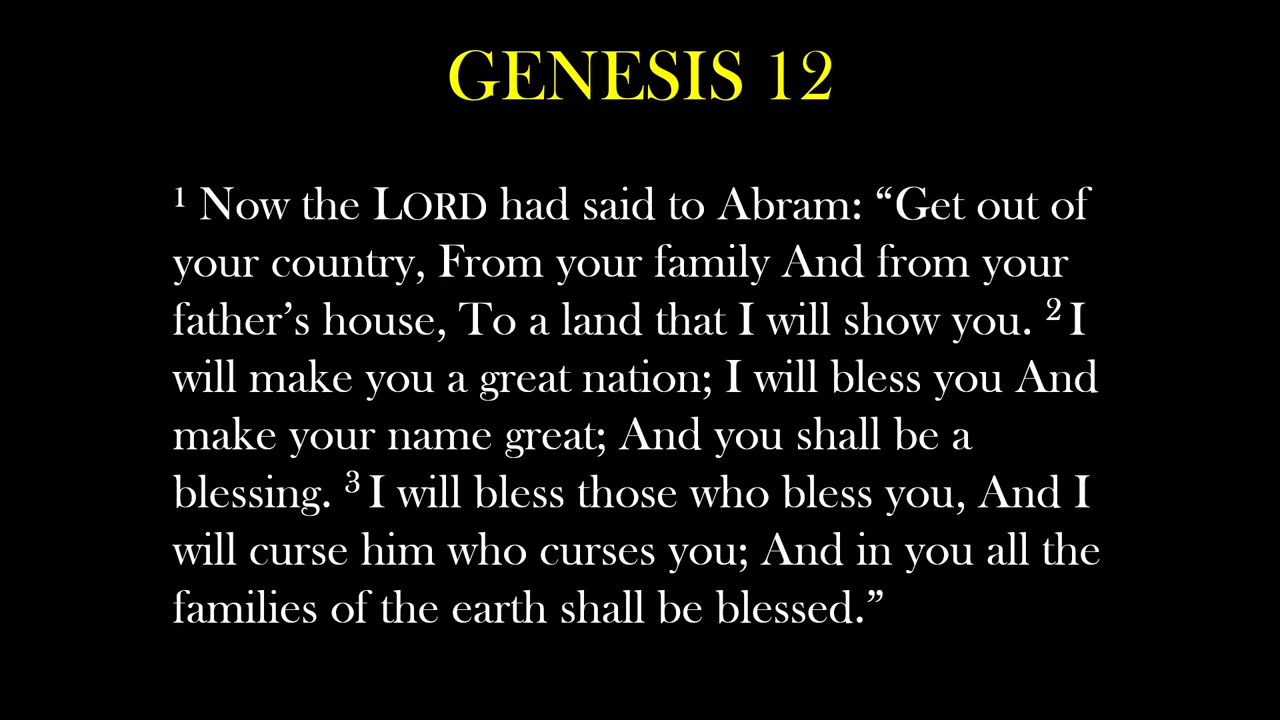 GENESIS 12
¹ Now the LORD had said to Abram: “Get out of
your country, From your family And from your
father’s house, To a land that I will show you. ² I
will make you a great nation; I will bless you And
make your name great; And you shall be a
blessing. ³ I will bless those who bless you, And I
will curse him who curses you; And in you all the
families of the earth shall be blessed.”